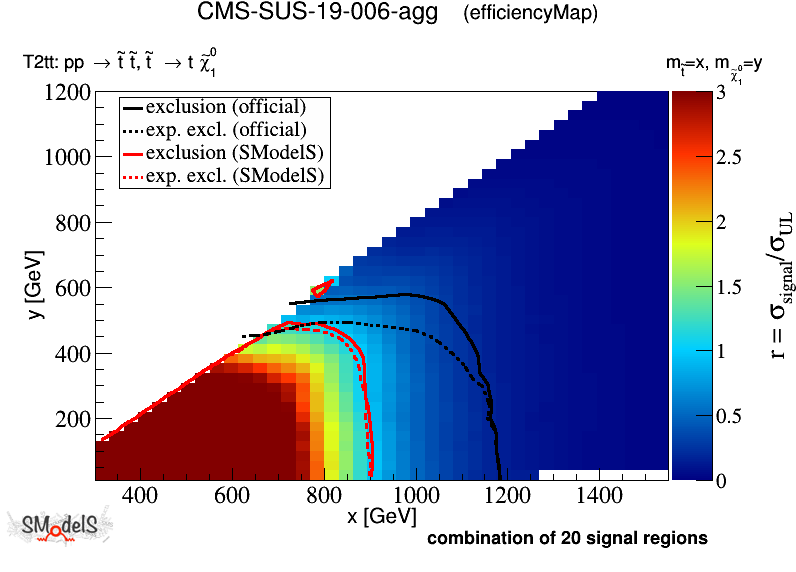 CMS-SUS-19-006-agg (efficiencyMap)
T2tt: pp → t̃ t̃, t̃ → t χ̃₁⁰
m_t̃=x, m_χ̃₁⁰=y
exclusion (official)
exp. excl. (official)
exclusion (SModelS)
exp. excl. (SModelS)
1200
1000
800
600
400
200
y [GeV]
400 600 800 1000 1200 1400
x [GeV]
3
2.5
2
1.5
1
0.5
0
r = σ_signal/σ_UL
SModelS
combination of 20 signal regions